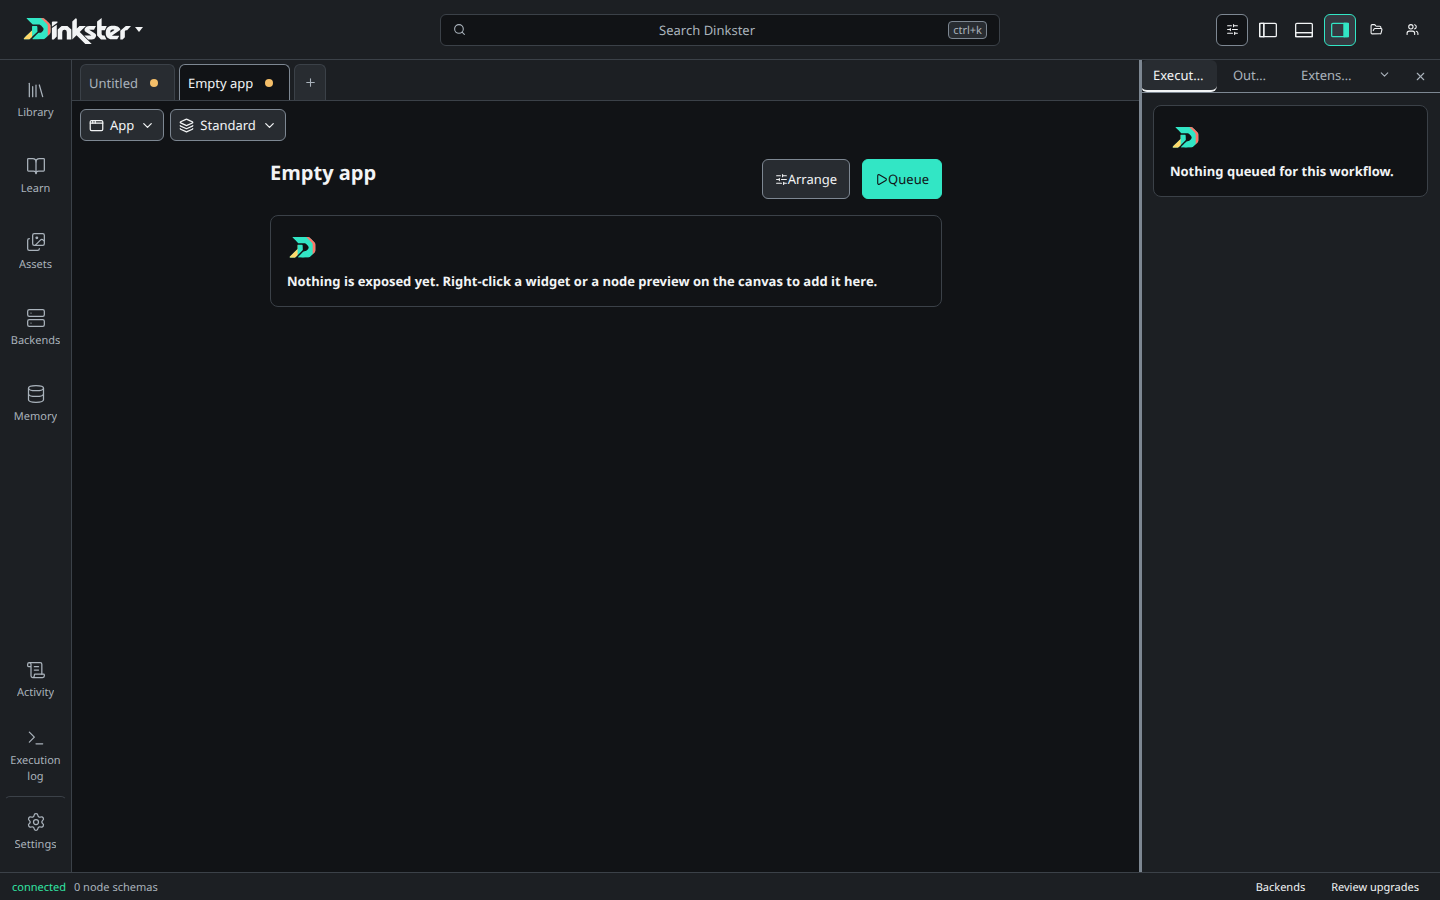 Dinkster
Search Dinkster
ctrl+k
Library
Learn
Assets
Backends
Memory
Activity
Execution
log
Settings
Untitled
Empty app
App
Standard
Empty app
Arrange
Queue
Nothing is exposed yet. Right-click a widget or a node preview on the canvas to add it here.
Execut...
Out...
Extens...
Nothing queued for this workflow.
connected
0 node schemas
Backends
Review upgrades